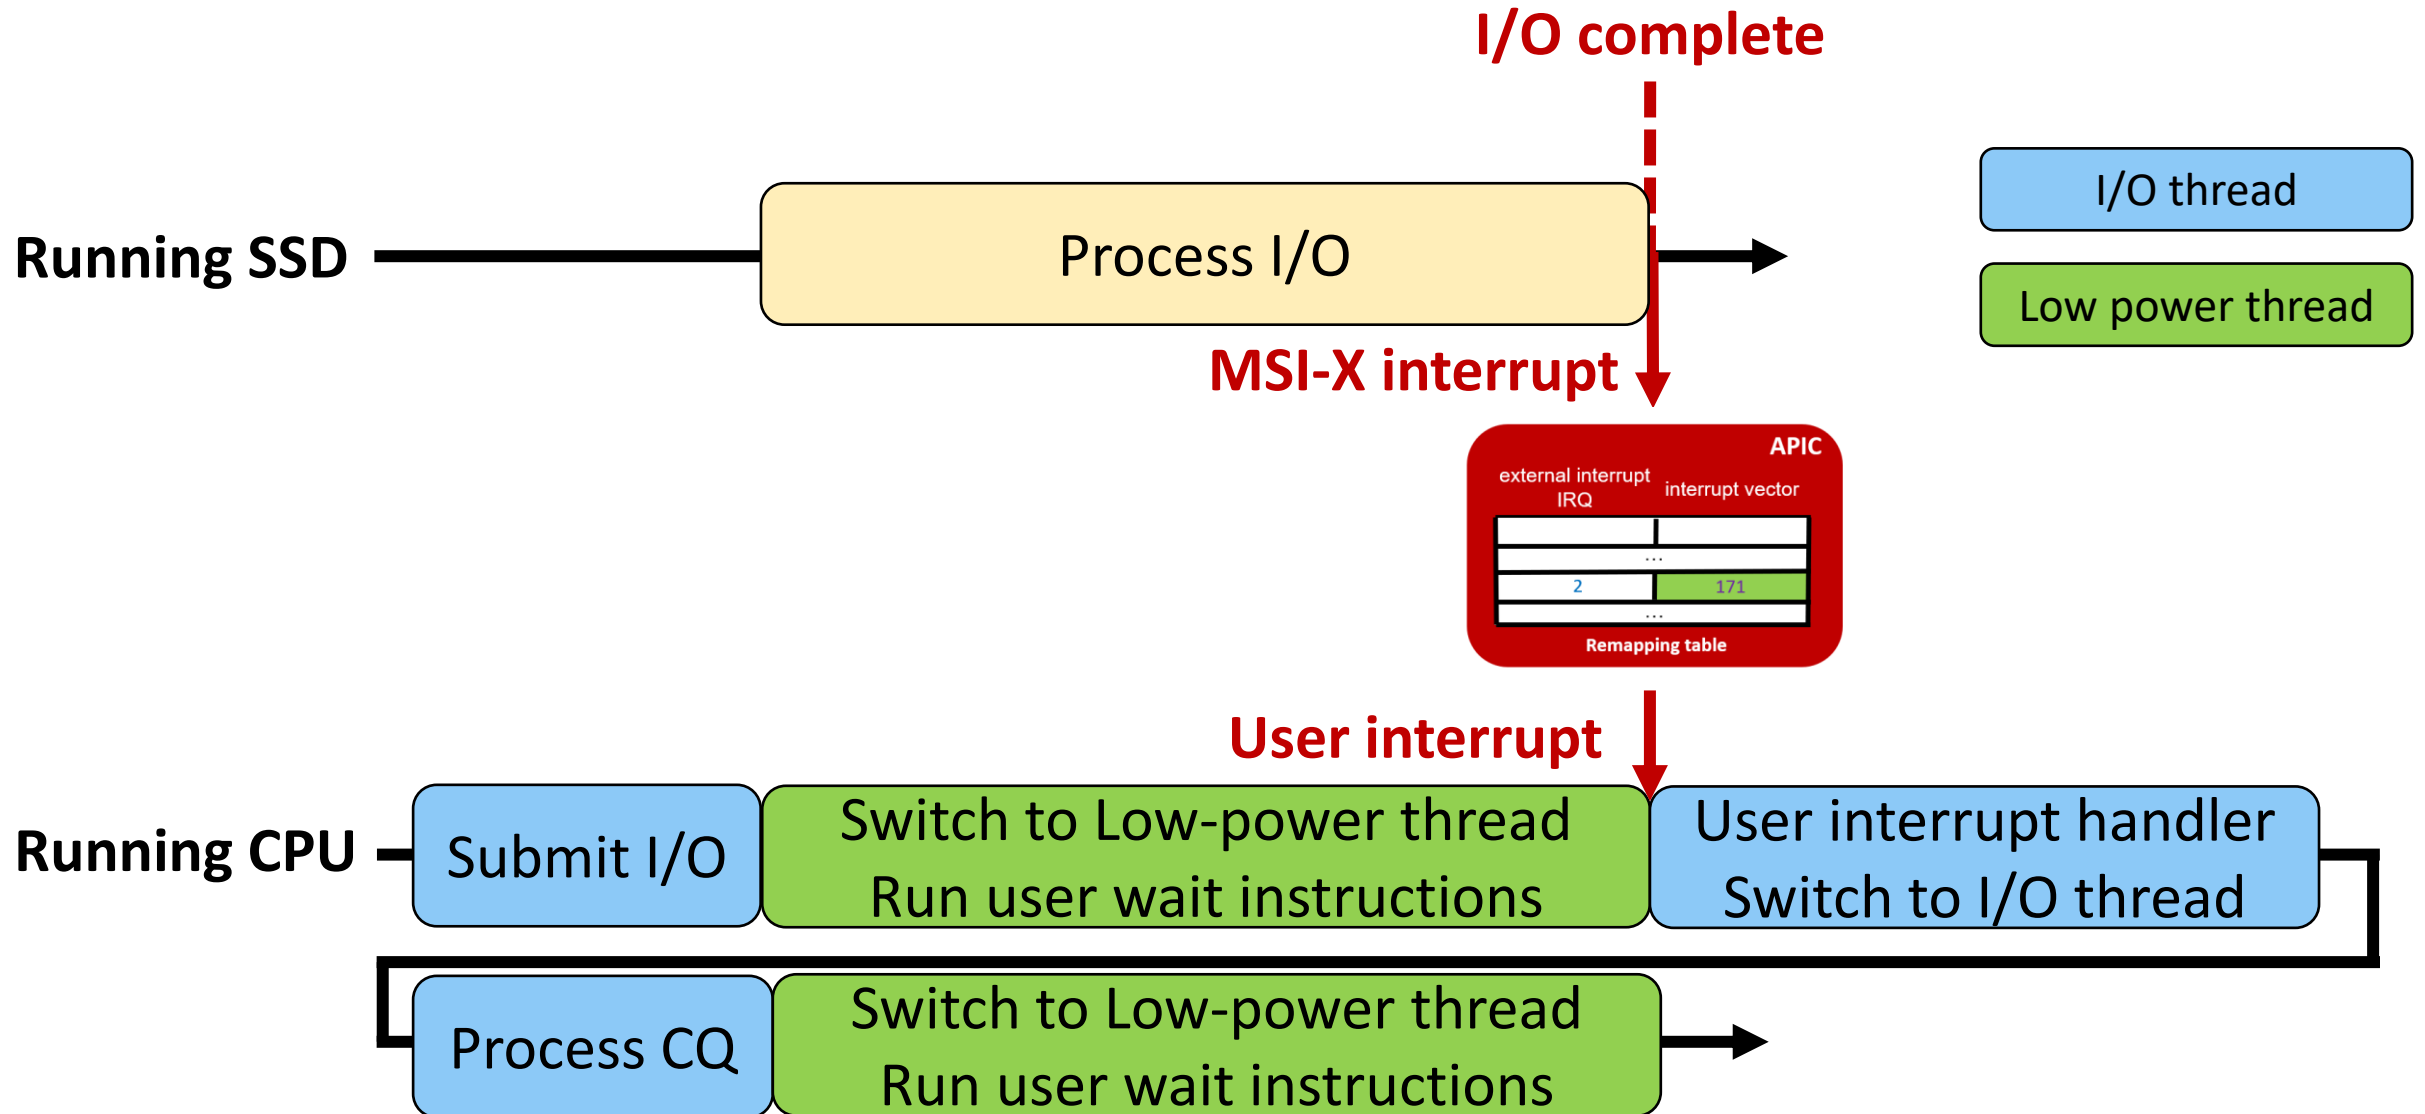 I/O complete
Running SSD
Process I/O
I/O thread
Low power thread
MSI-X interrupt
APIC
external interrupt
IRQ
interrupt vector
...
2
171
...
Remapping table
User interrupt
Running CPU
Submit I/O
Switch to Low-power thread
Run user wait instructions
User interrupt handler
Switch to I/O thread
Process CQ
Switch to Low-power thread
Run user wait instructions